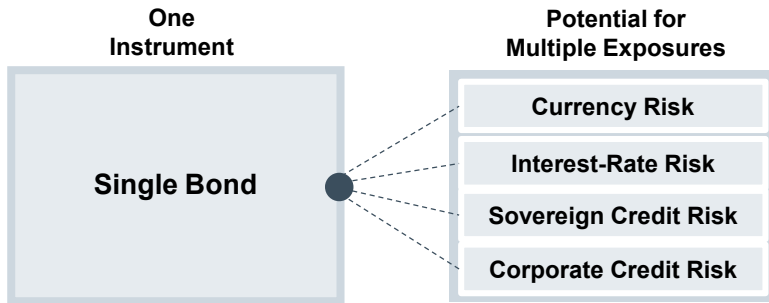 One
Instrument
Single Bond
Potential for
Multiple Exposures
Currency Risk
Interest-Rate Risk
Sovereign Credit Risk
Corporate Credit Risk